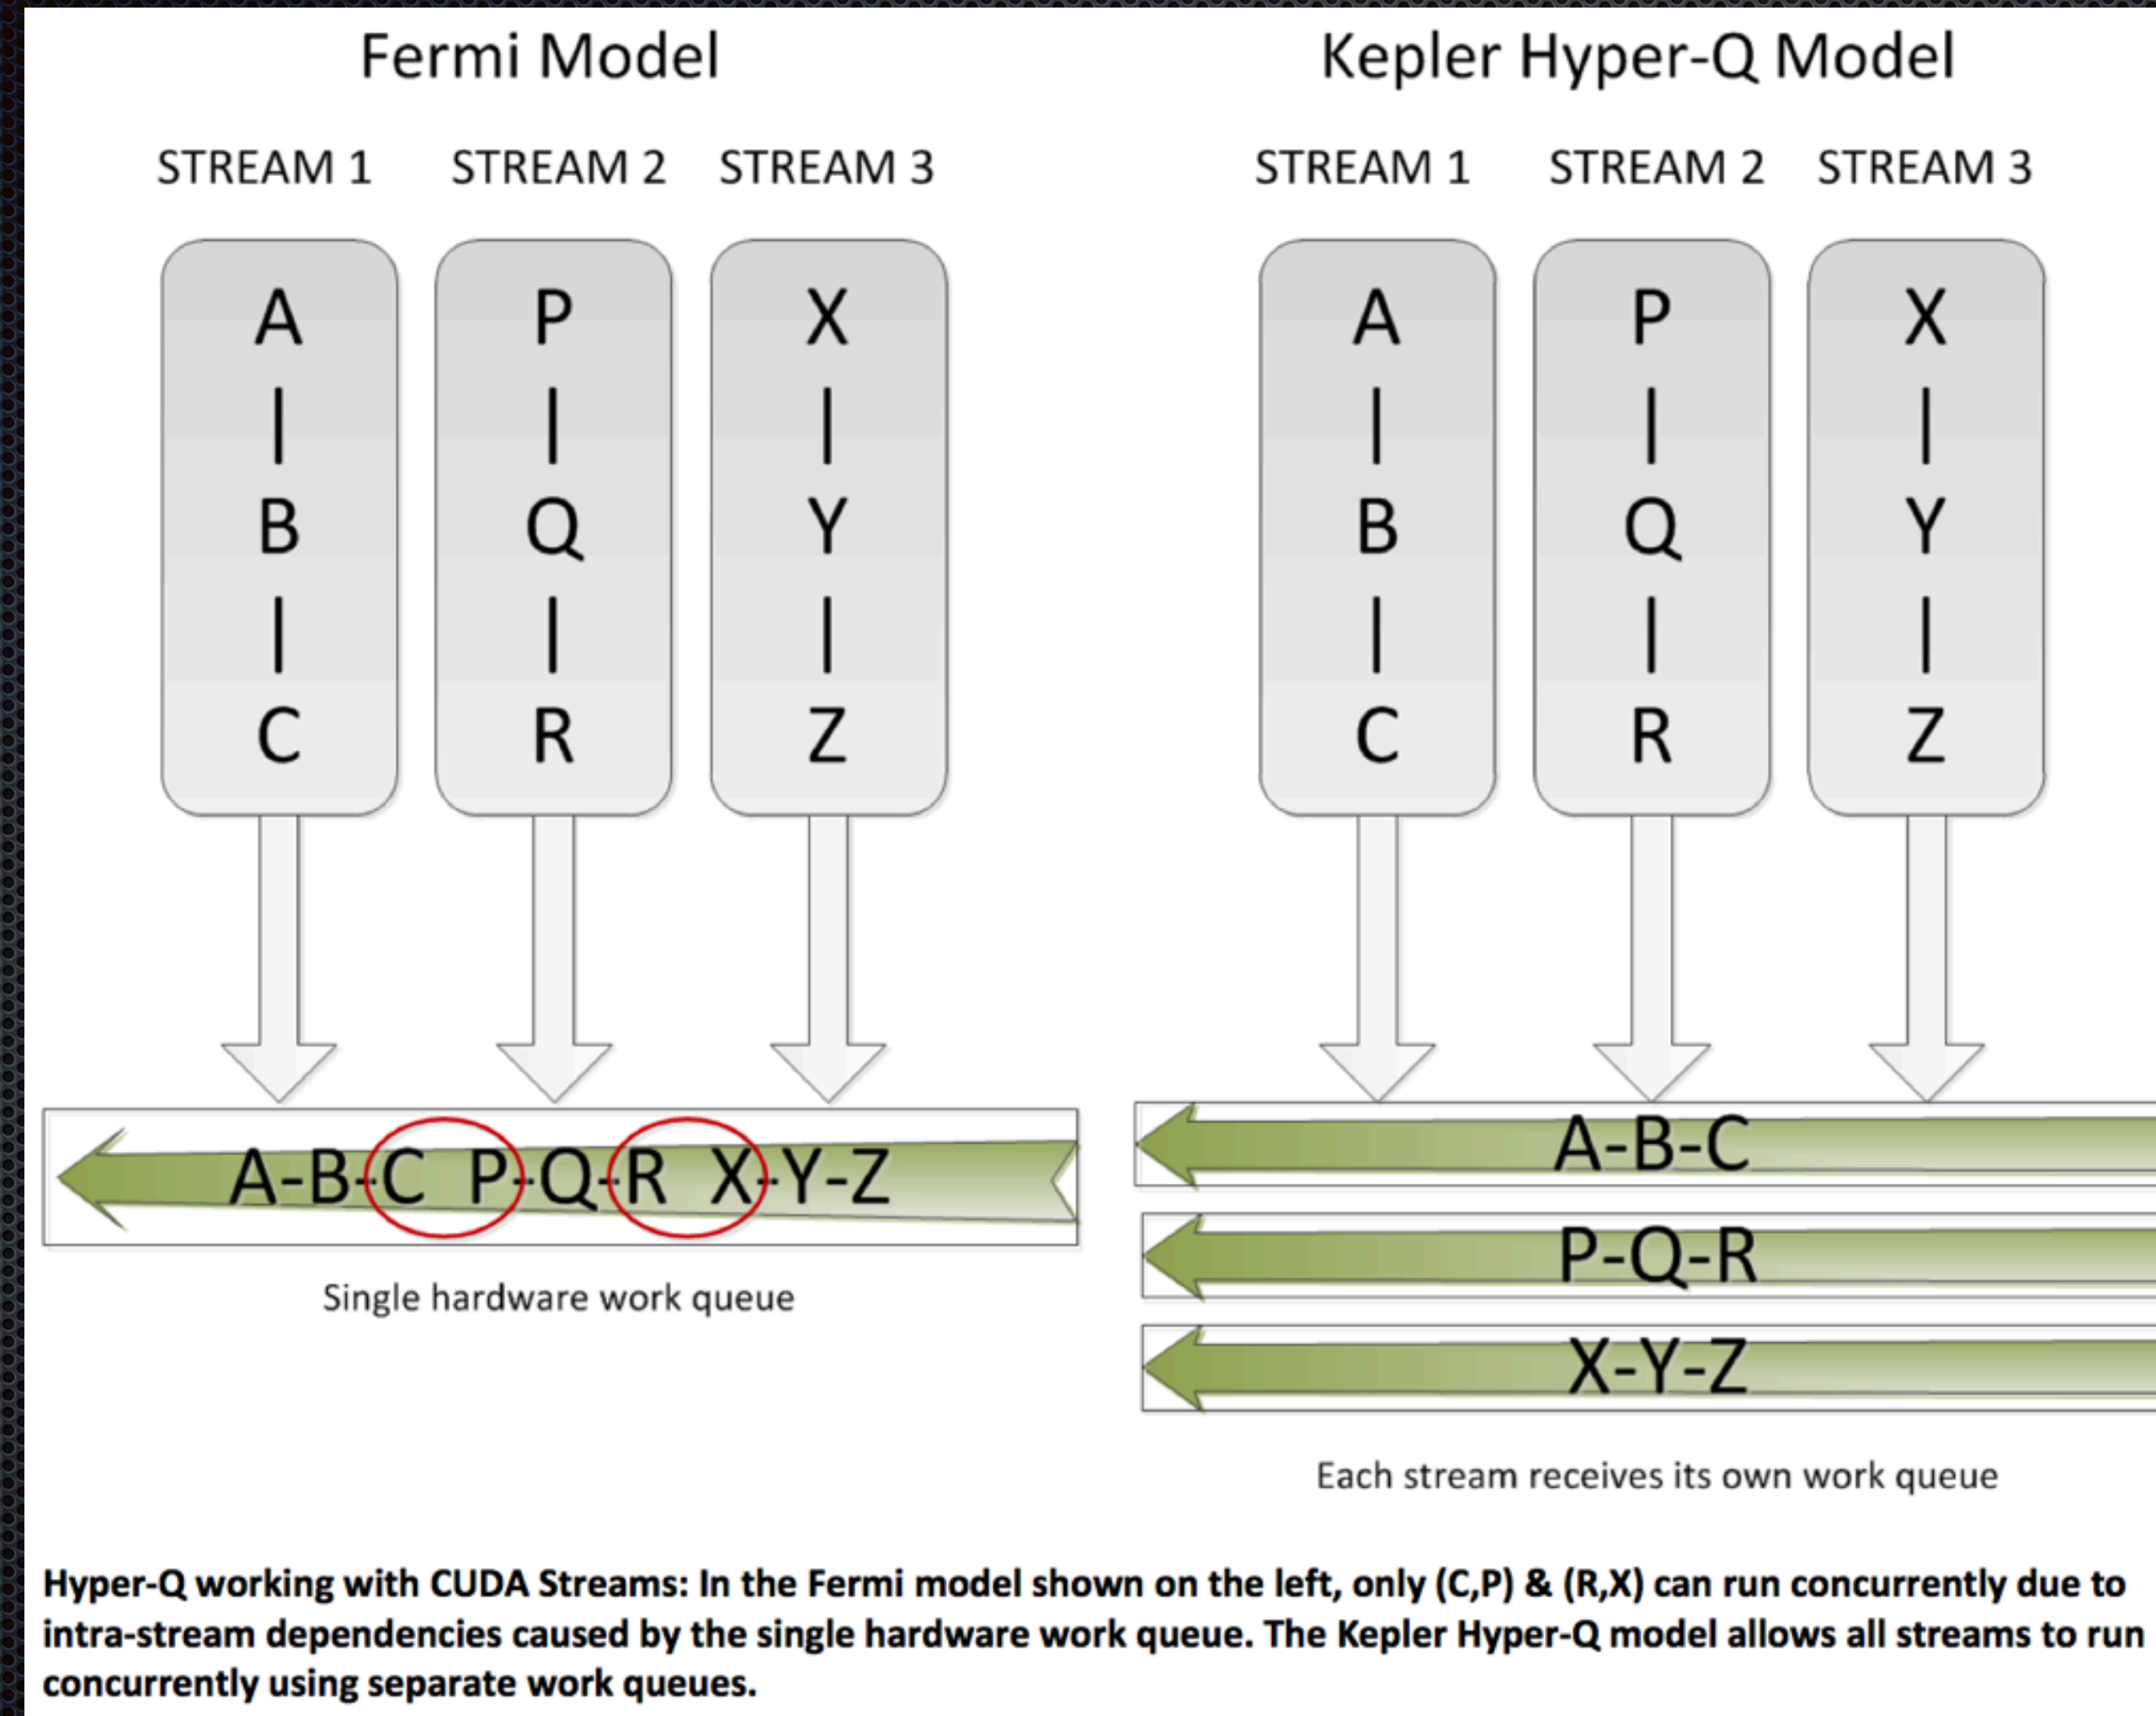 Fermi Model
STREAM 1 STREAM 2 STREAM 3
A P X
| | |
B Q Y
| | |
C R Z
A-B-C P-Q-R X-Y-Z
Single hardware work queue
Kepler Hyper-Q Model
STREAM 1 STREAM 2 STREAM 3
A P X
| | |
B Q Y
| | |
C R Z
A-B-C
P-Q-R
X-Y-Z
Each stream receives its own work queue
Hyper-Q working with CUDA Streams: In the Fermi model shown on the left, only (C,P) & (R,X) can run concurrently due to
intra-stream dependencies caused by the single hardware work queue. The Kepler Hyper-Q model allows all streams to run
concurrently using separate work queues.